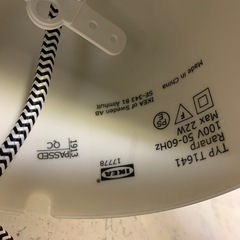 TYP T1641
Ranarp
100V 50-60Hz
Max 22W
PS
E
IKEA of Sweden AB
SE-343 81 Älmhult
Made in China
IKEA
17778
1913
PASSED
QC